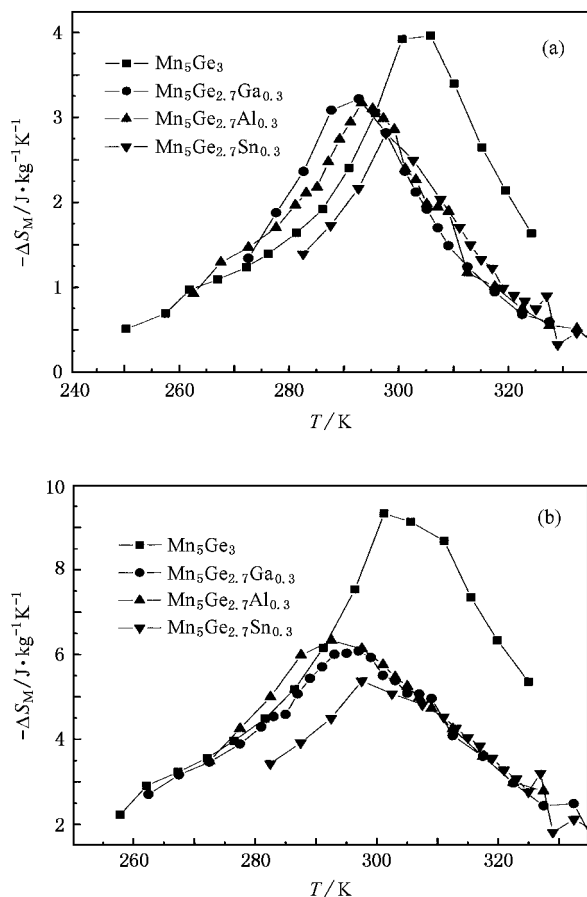 (a)
Mn₅Ge₃
Mn₅Ge₂.₇Ga₀.₃
Mn₅Ge₂.₇Al₀.₃
Mn₅Ge₂.₇Sn₀.₃
4
3
2
1
0
−ΔS_M/J·kg⁻¹K⁻¹
240 260 280 300 320
T/K
(b)
Mn₅Ge₃
Mn₅Ge₂.₇Ga₀.₃
Mn₅Ge₂.₇Al₀.₃
Mn₅Ge₂.₇Sn₀.₃
10
8
6
4
2
−ΔS_M/J·kg⁻¹K⁻¹
260 280 300 320
T/K